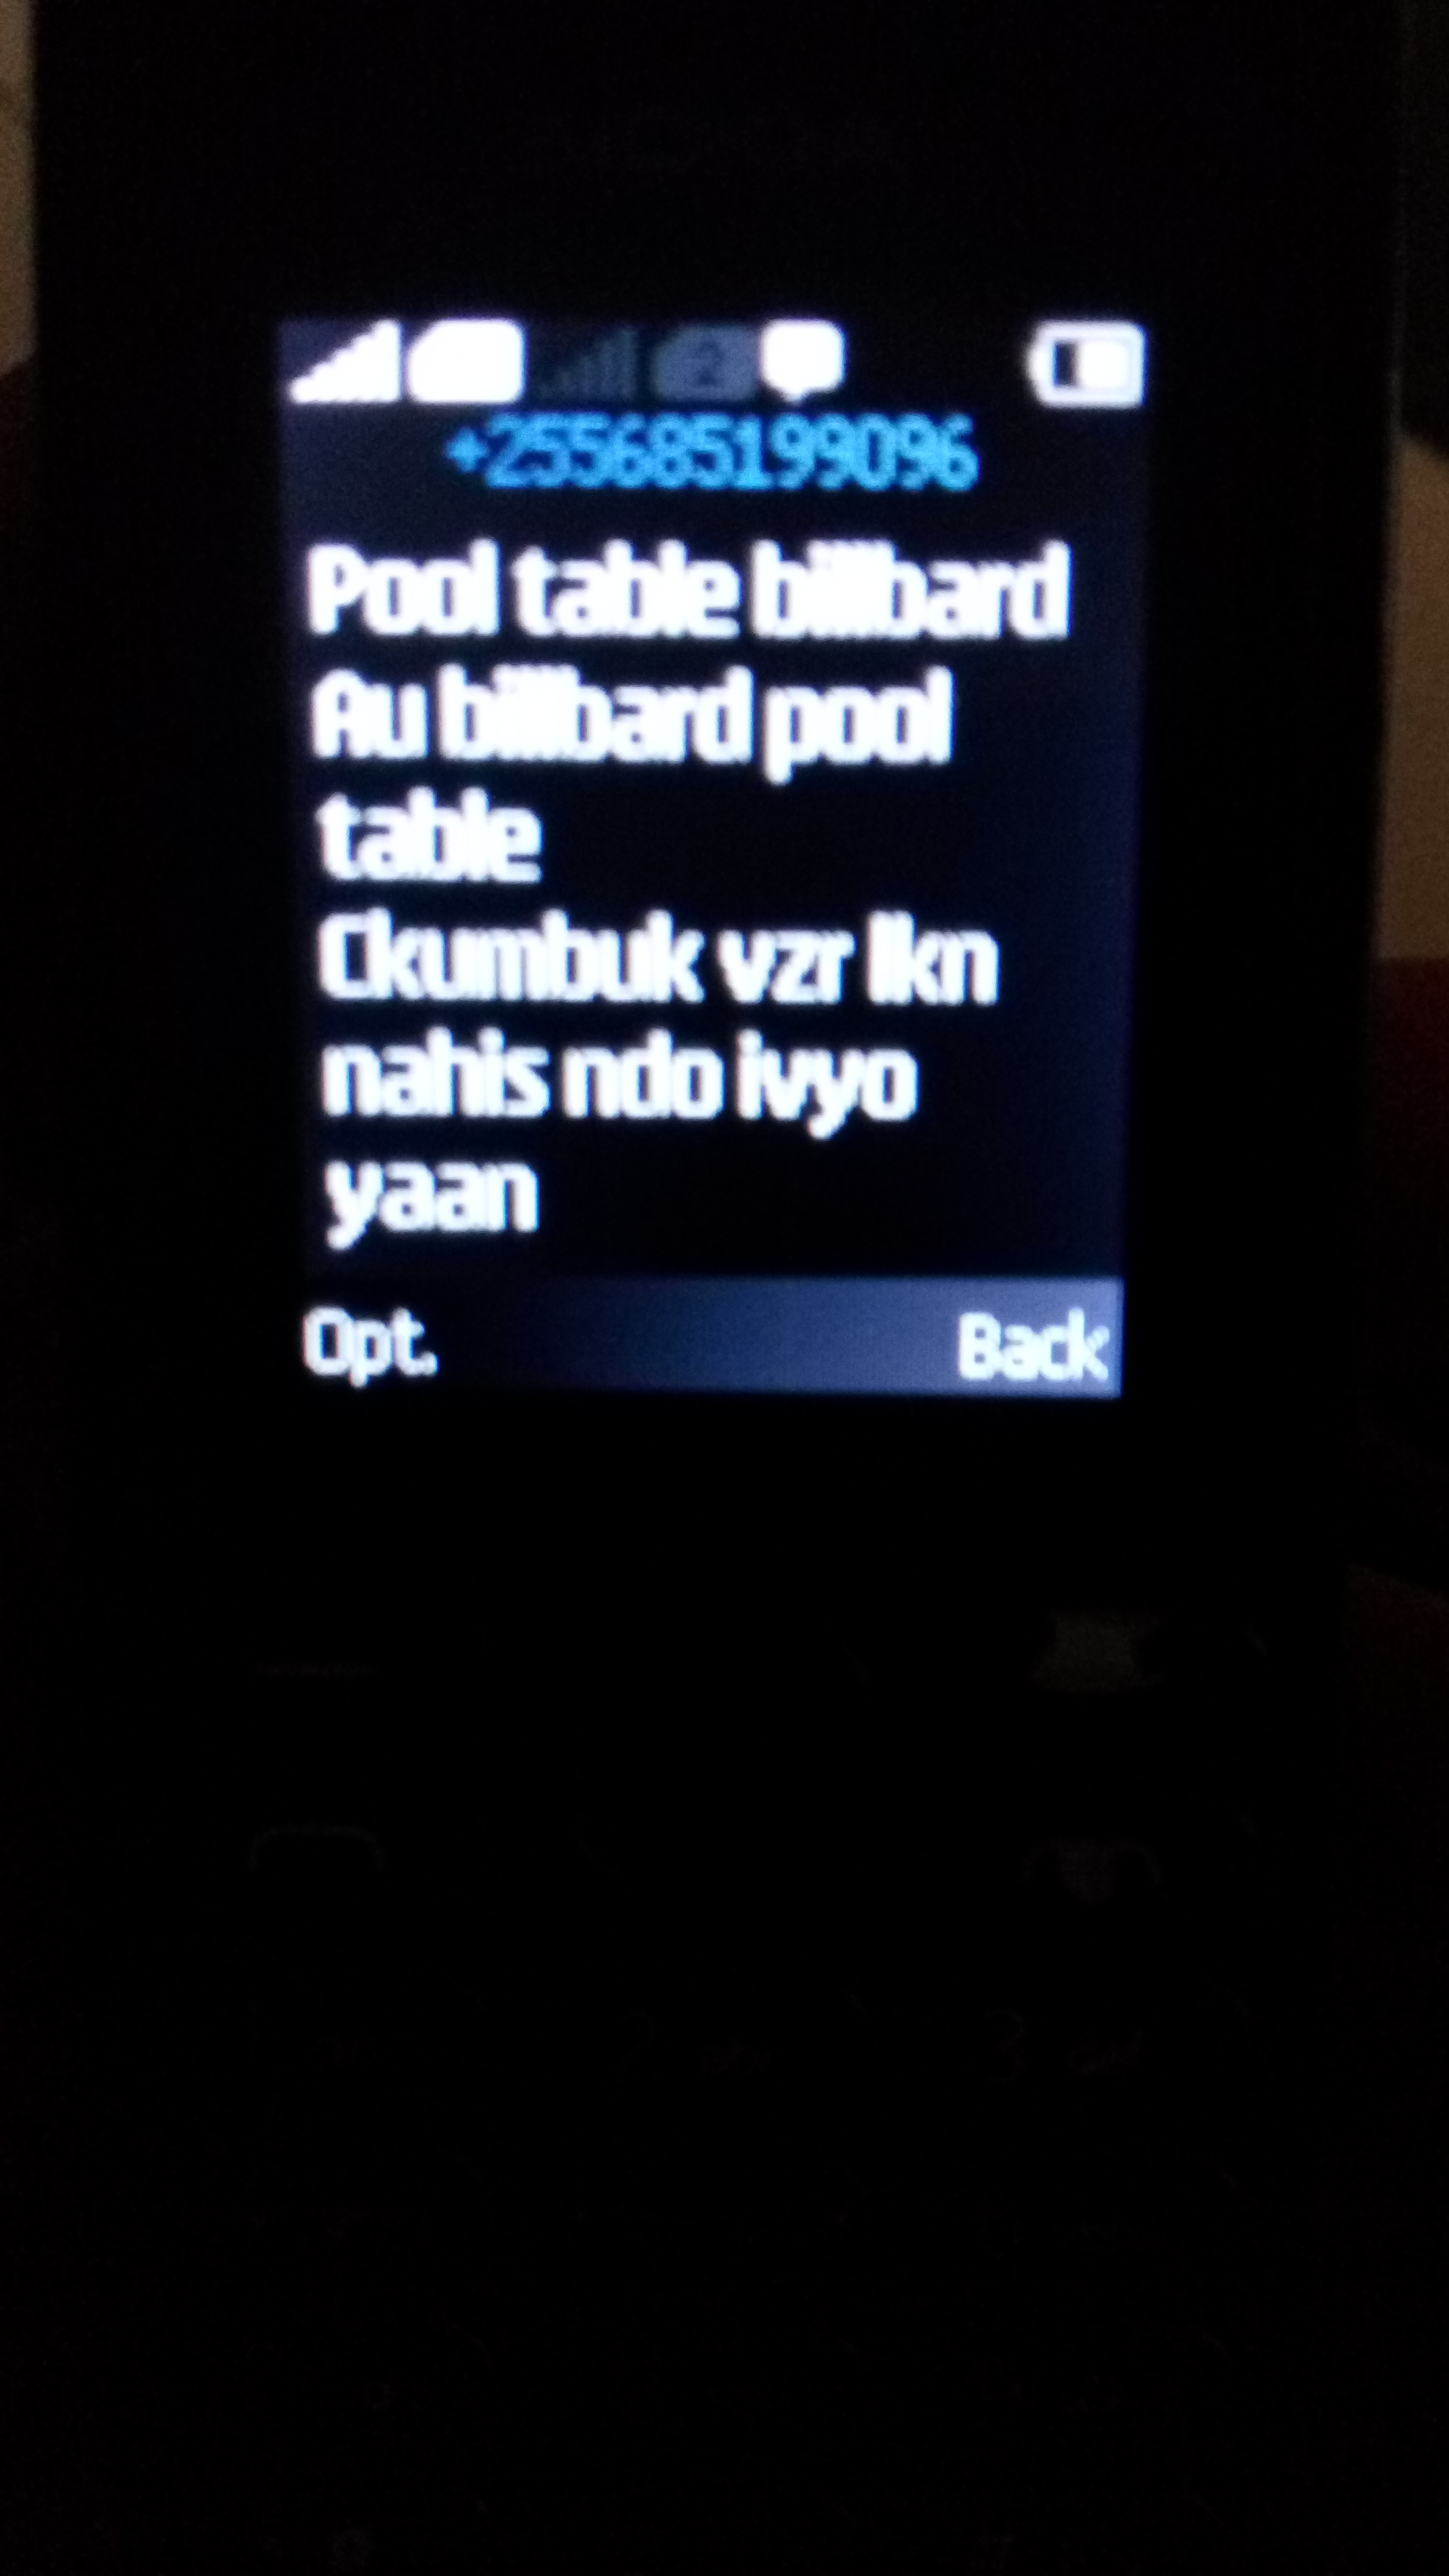 +255685199096
Pool table billbard
Au billbard pool
table
Ckumbuk vzr lkn
nahis ndo ivyo
yaan
Opt.
Back